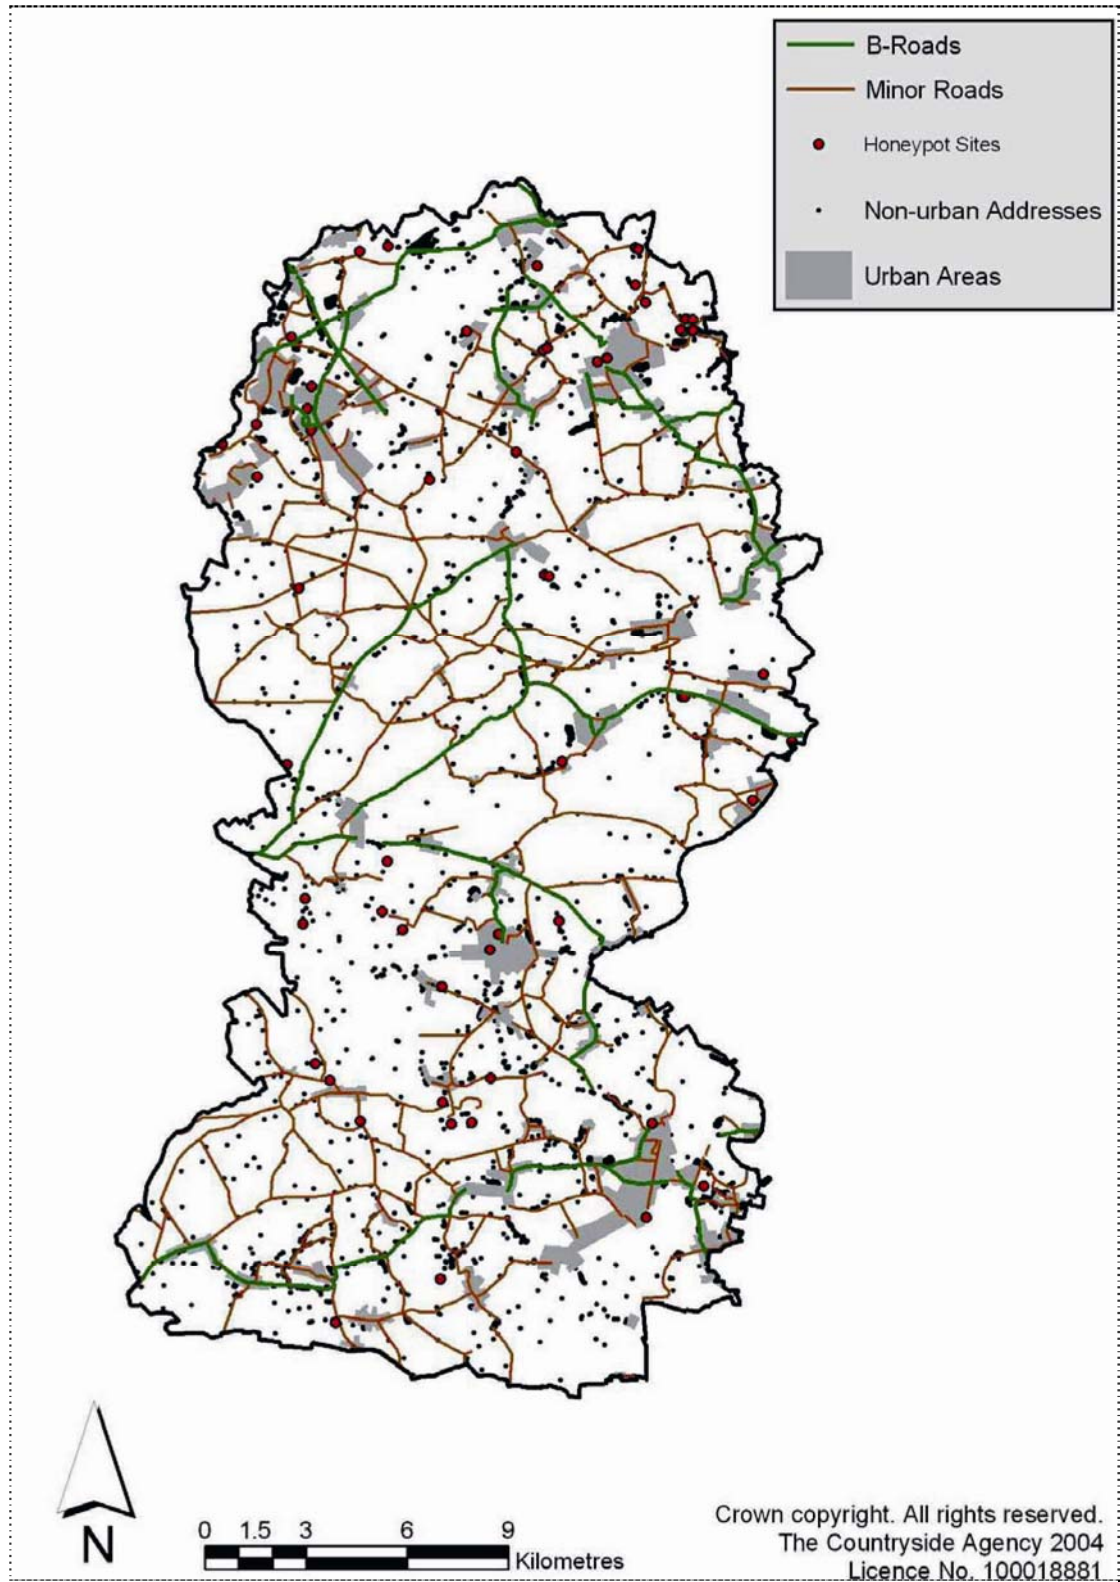 B-Roads
Minor Roads
Honeypot Sites
Non-urban Addresses
Urban Areas
N
0 1.5 3 6 9
Kilometres
Crown copyright. All rights reserved.
The Countryside Agency 2004
Licence No. 100018881